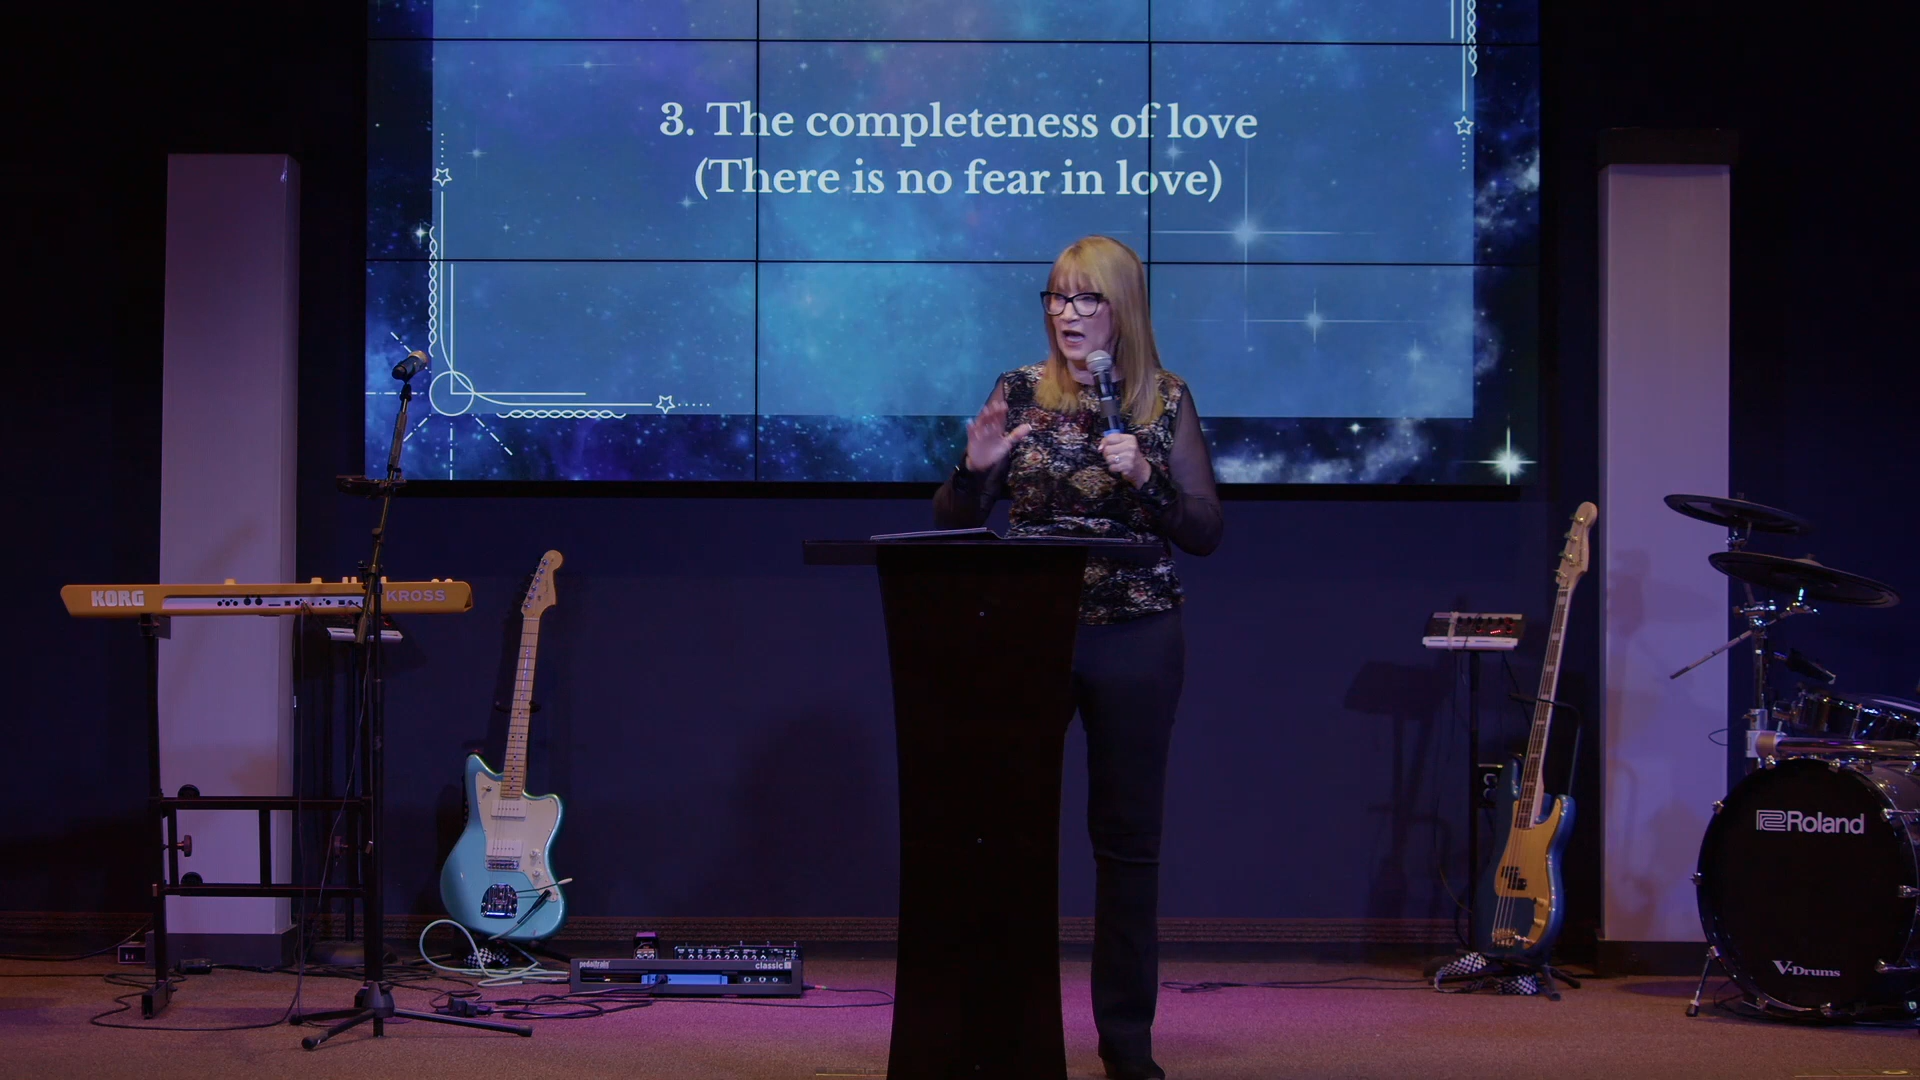 3. The completeness of love
(There is no fear in love)
KORG
KROSS
pedaltrain
classic
Roland
V-Drums